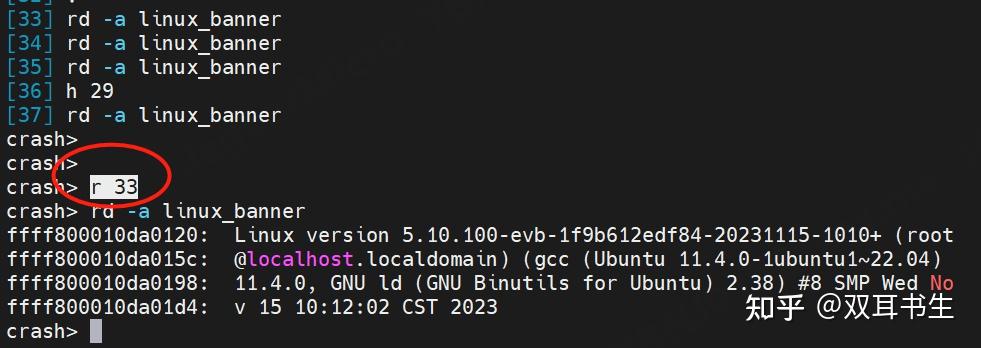 [33] rd -a linux_banner
[34] rd -a linux_banner
[35] rd -a linux_banner
[36] h 29
[37] rd -a linux_banner
crash>
crash>
crash> r 33
crash> rd -a linux_banner
ffff800010da0120:  Linux version 5.10.100-evb-1f9b612edf84-20231115-1010+ (root
ffff800010da015c:  @localhost.localdomain) (gcc (Ubuntu 11.4.0-1ubuntu1~22.04)
ffff800010da0198:  11.4.0, GNU ld (GNU Binutils for Ubuntu) 2.38) #8 SMP Wed No
ffff800010da01d4:  v 15 10:12:02 CST 2023
crash>
知乎 @双耳书生